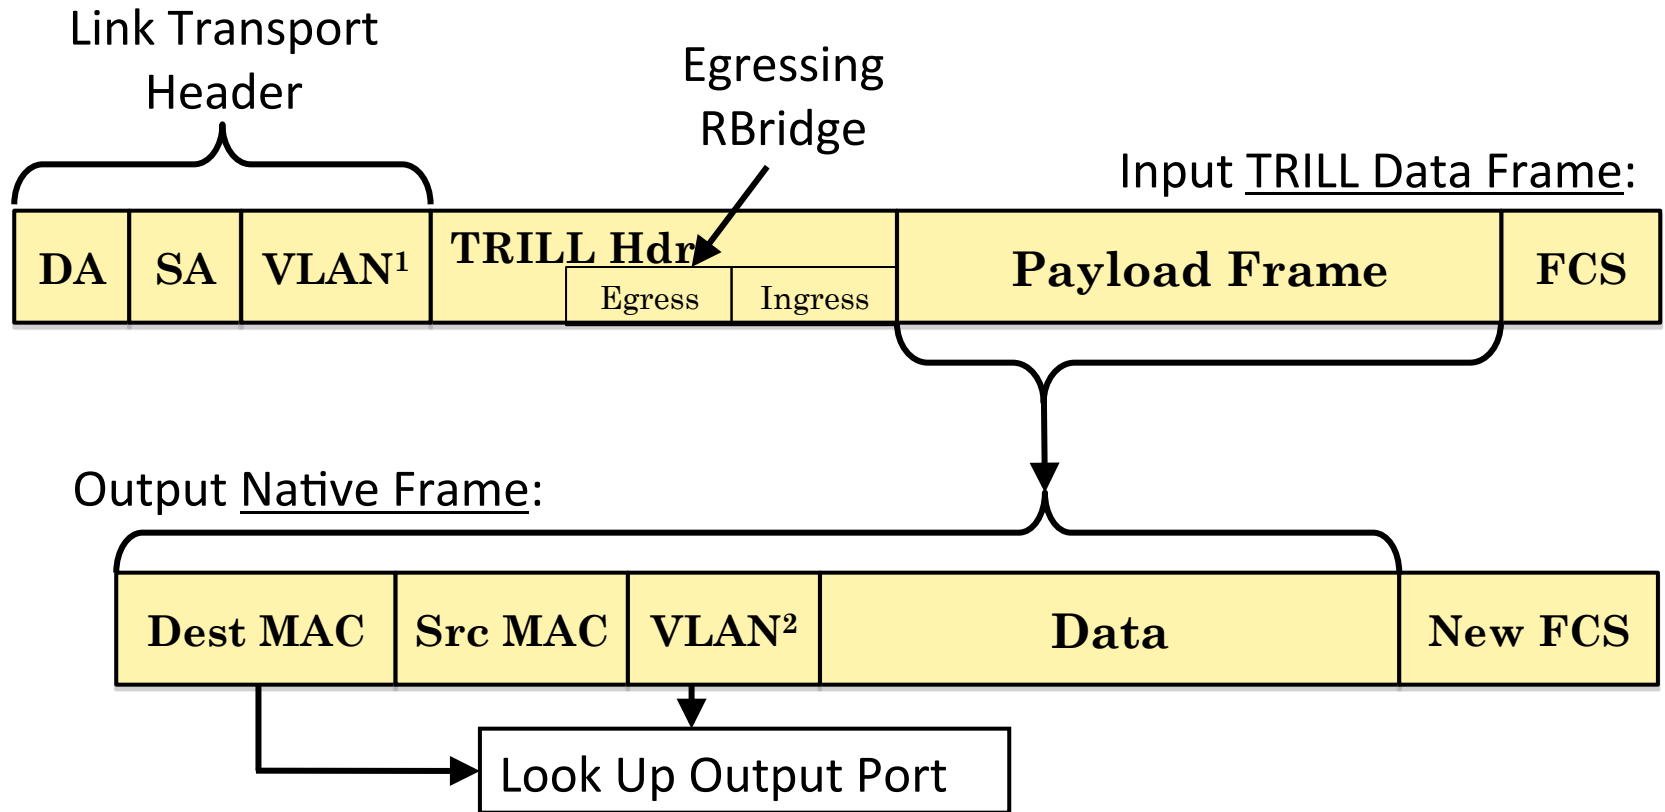 Link Transport
Header
Egressing
RBridge
Input TRILL Data Frame:
DA SA VLAN¹ TRILL Hdr Payload Frame FCS
Egress Ingress
Output Native Frame:
Dest MAC Src MAC VLAN² Data New FCS
Look Up Output Port